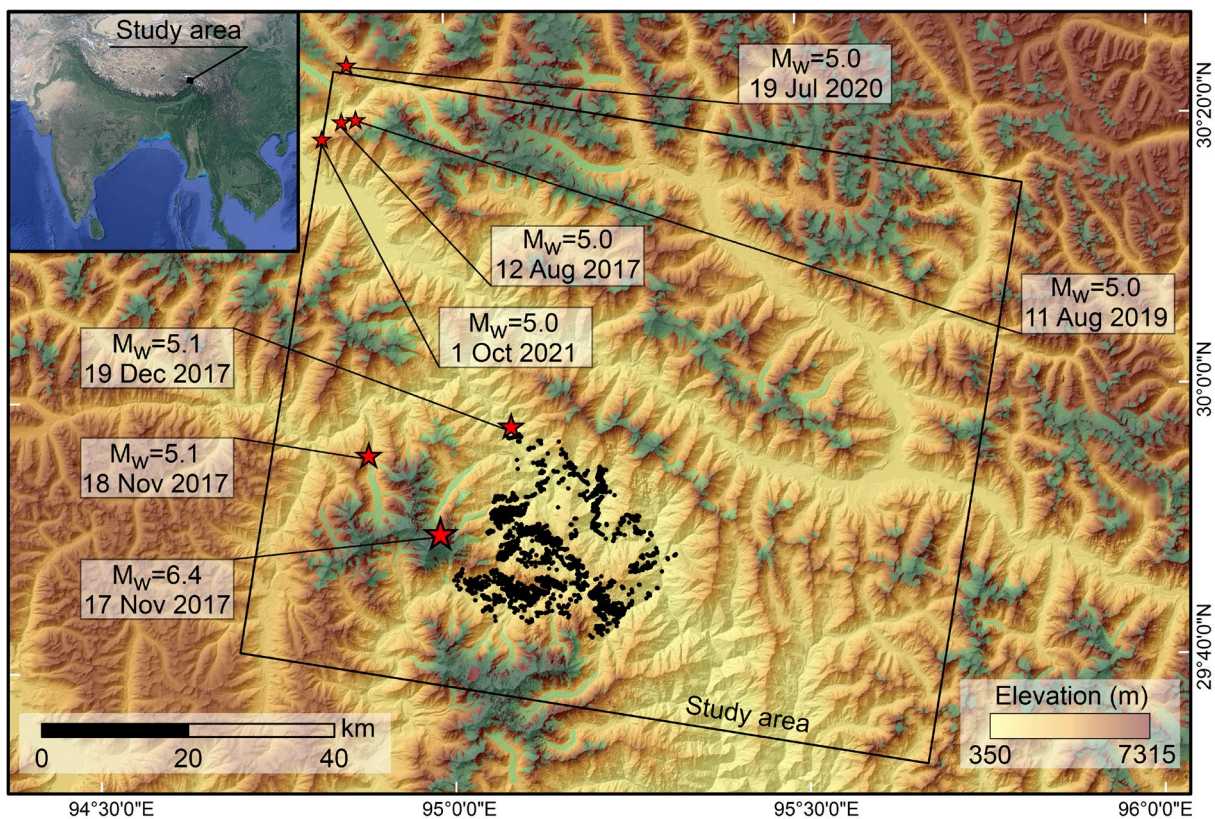 Study area
Mw=5.0
19 Jul 2020
30°20'0"N
Mw=5.0
12 Aug 2017
Mw=5.0
11 Aug 2019
Mw=5.0
1 Oct 2021
Mw=5.1
19 Dec 2017
30°0'0"N
Mw=5.1
18 Nov 2017
Mw=6.4
17 Nov 2017
29°40'0"N
Study area
Elevation (m)
350 7315
km
0 20 40
94°30'0"E 95°0'0"E 95°30'0"E 96°0'0"E